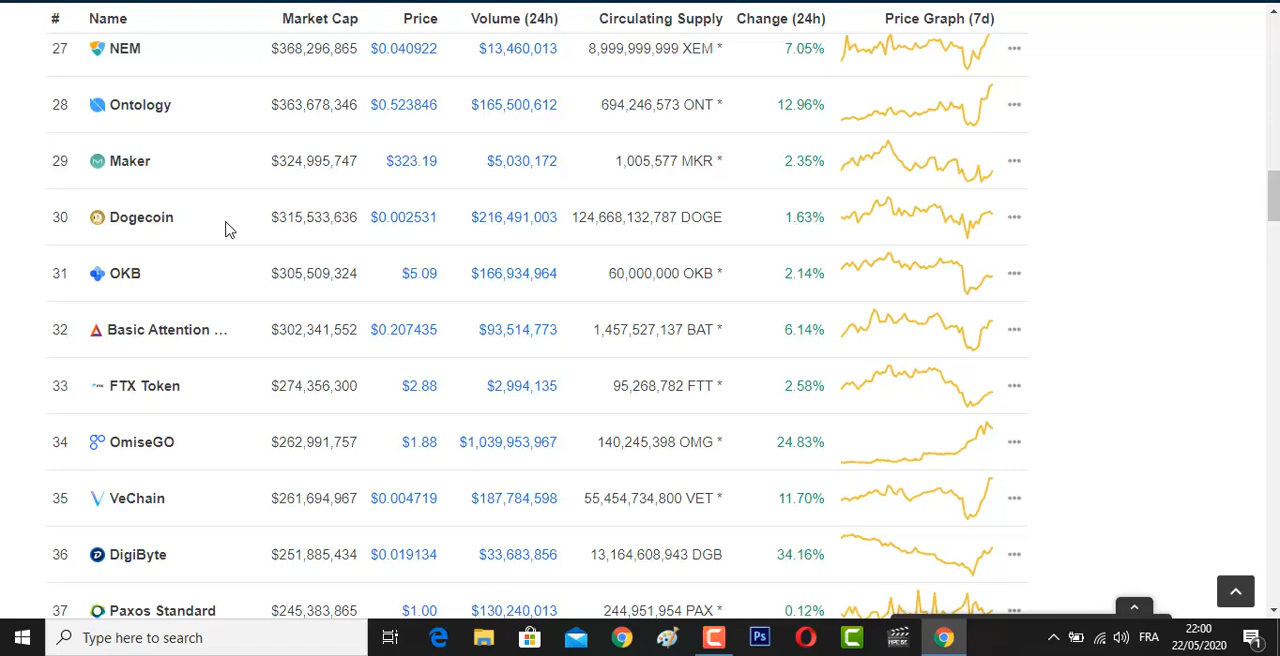 # Name Market Cap Price Volume (24h) Circulating Supply Change (24h) Price Graph (7d)
27 NEM $368,296,865 $0.040922 $13,460,013 8,999,999,999 XEM * 7.05%
28 Ontology $363,678,346 $0.523846 $165,500,612 694,246,573 ONT * 12.96%
29 Maker $324,995,747 $323.19 $5,030,172 1,005,577 MKR * 2.35%
30 Dogecoin $315,533,636 $0.002531 $216,491,003 124,668,132,787 DOGE 1.63%
31 OKB $305,509,324 $5.09 $166,934,964 60,000,000 OKB * 2.14%
32 Basic Attention ... $302,341,552 $0.207435 $93,514,773 1,457,527,137 BAT * 6.14%
33 FTX Token $274,356,300 $2.88 $2,994,135 95,268,782 FTT * 2.58%
34 OmiseGO $262,991,757 $1.88 $1,039,953,967 140,245,398 OMG * 24.83%
35 VeChain $261,694,967 $0.004719 $187,784,598 55,454,734,800 VET * 11.70%
36 DigiByte $251,885,434 $0.019134 $33,683,856 13,164,608,943 DGB 34.16%
37 Paxos Standard $245,383,865 $1.00 $130,240,013 244,951,954 PAX * 0.12%
Type here to search
Ps
FRA
22:00
22/05/2020
1